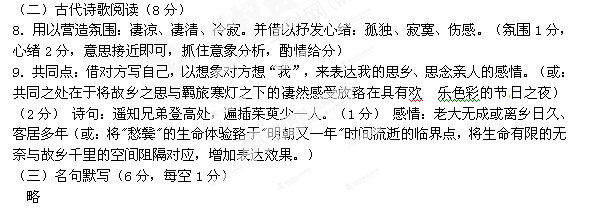 （二）古代诗歌阅读（8 分）
8．用以营造氛围：凄凉、凄清、冷寂。并借以抒发心绪：孤独、寂寞、伤感。（氛围 1 分，
心绪 2 分，意思接近即可，抓住意象分析，酌情给分）
9．共同点：借对方写自己，以想象对方想“我”，来表达我的思乡、思念亲人的感情。（或：
共同之处在于将故乡之思与羁旅寒灯之下的凄然感受放臵在具有欢　乐色彩的节日之夜）
（2 分）　诗句：遥知兄弟登高处，遍插茱萸少一人。（1 分）　感情：老大无成或离乡日久、
客居多年（或：将"愁鬓"的生命体验臵于"明朝又一年"时间流逝的临界点，将生命有限的无
奈与故乡千里的空间阻隔对应，增加表达效果。）
（三）名句默写（6 分，每空 1 分）
略